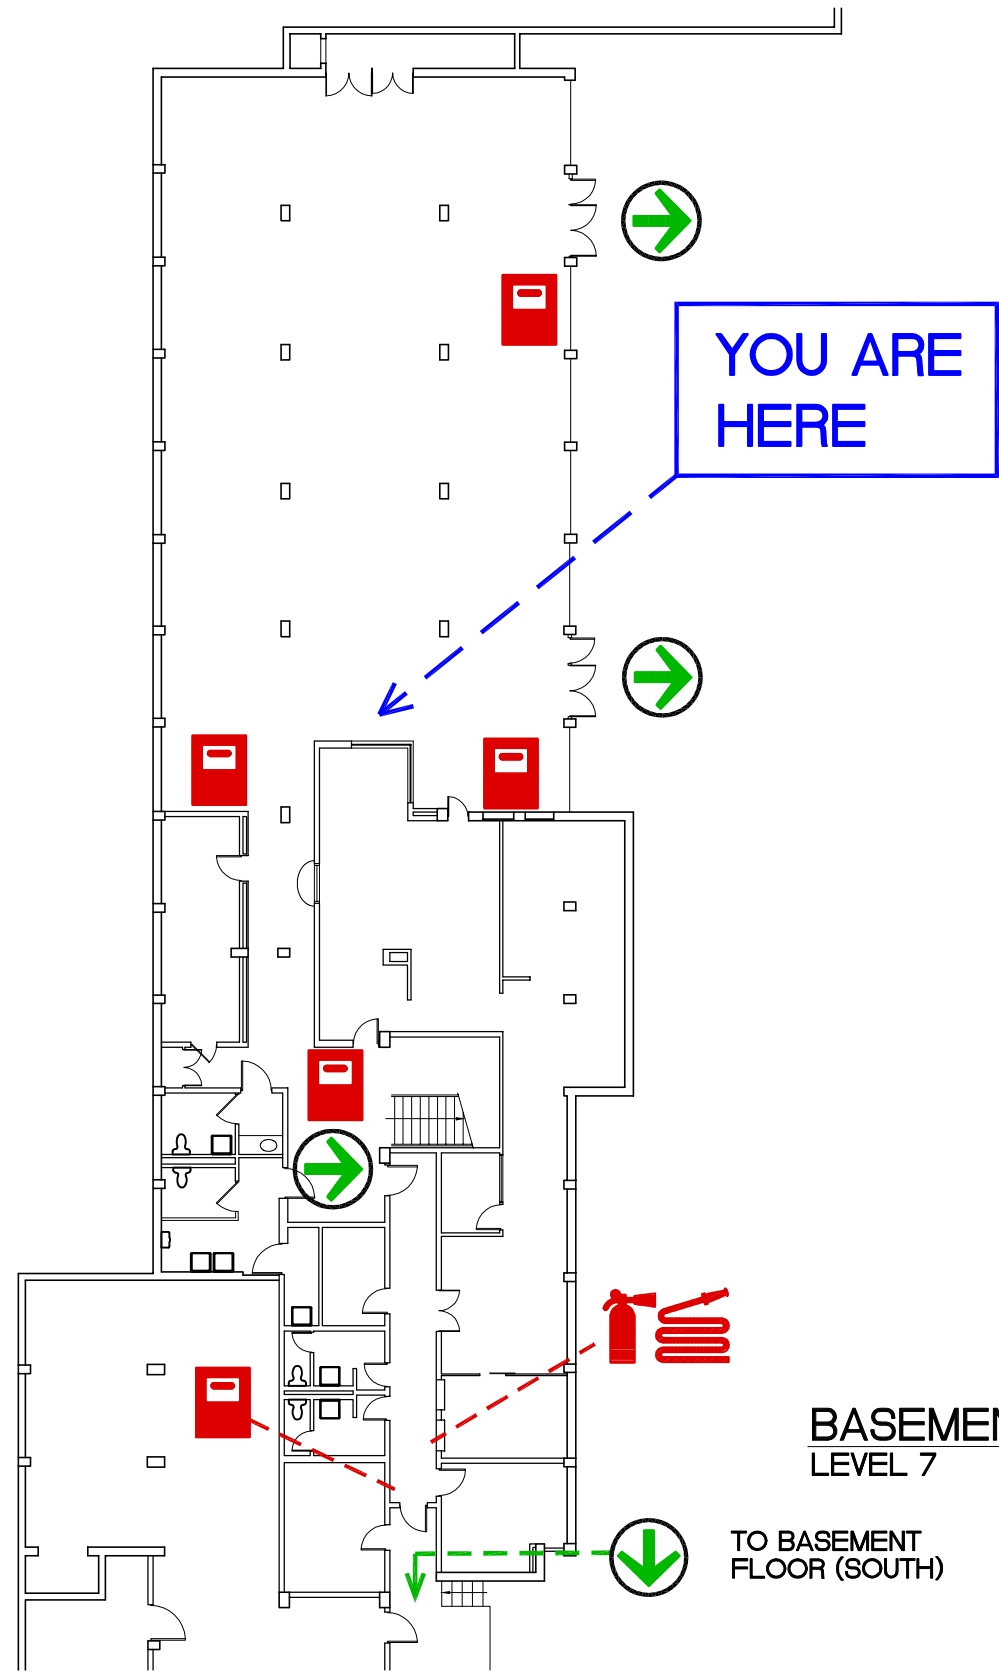 YOU ARE
HERE
BASEMEN
LEVEL 7
TO BASEMENT
FLOOR (SOUTH)